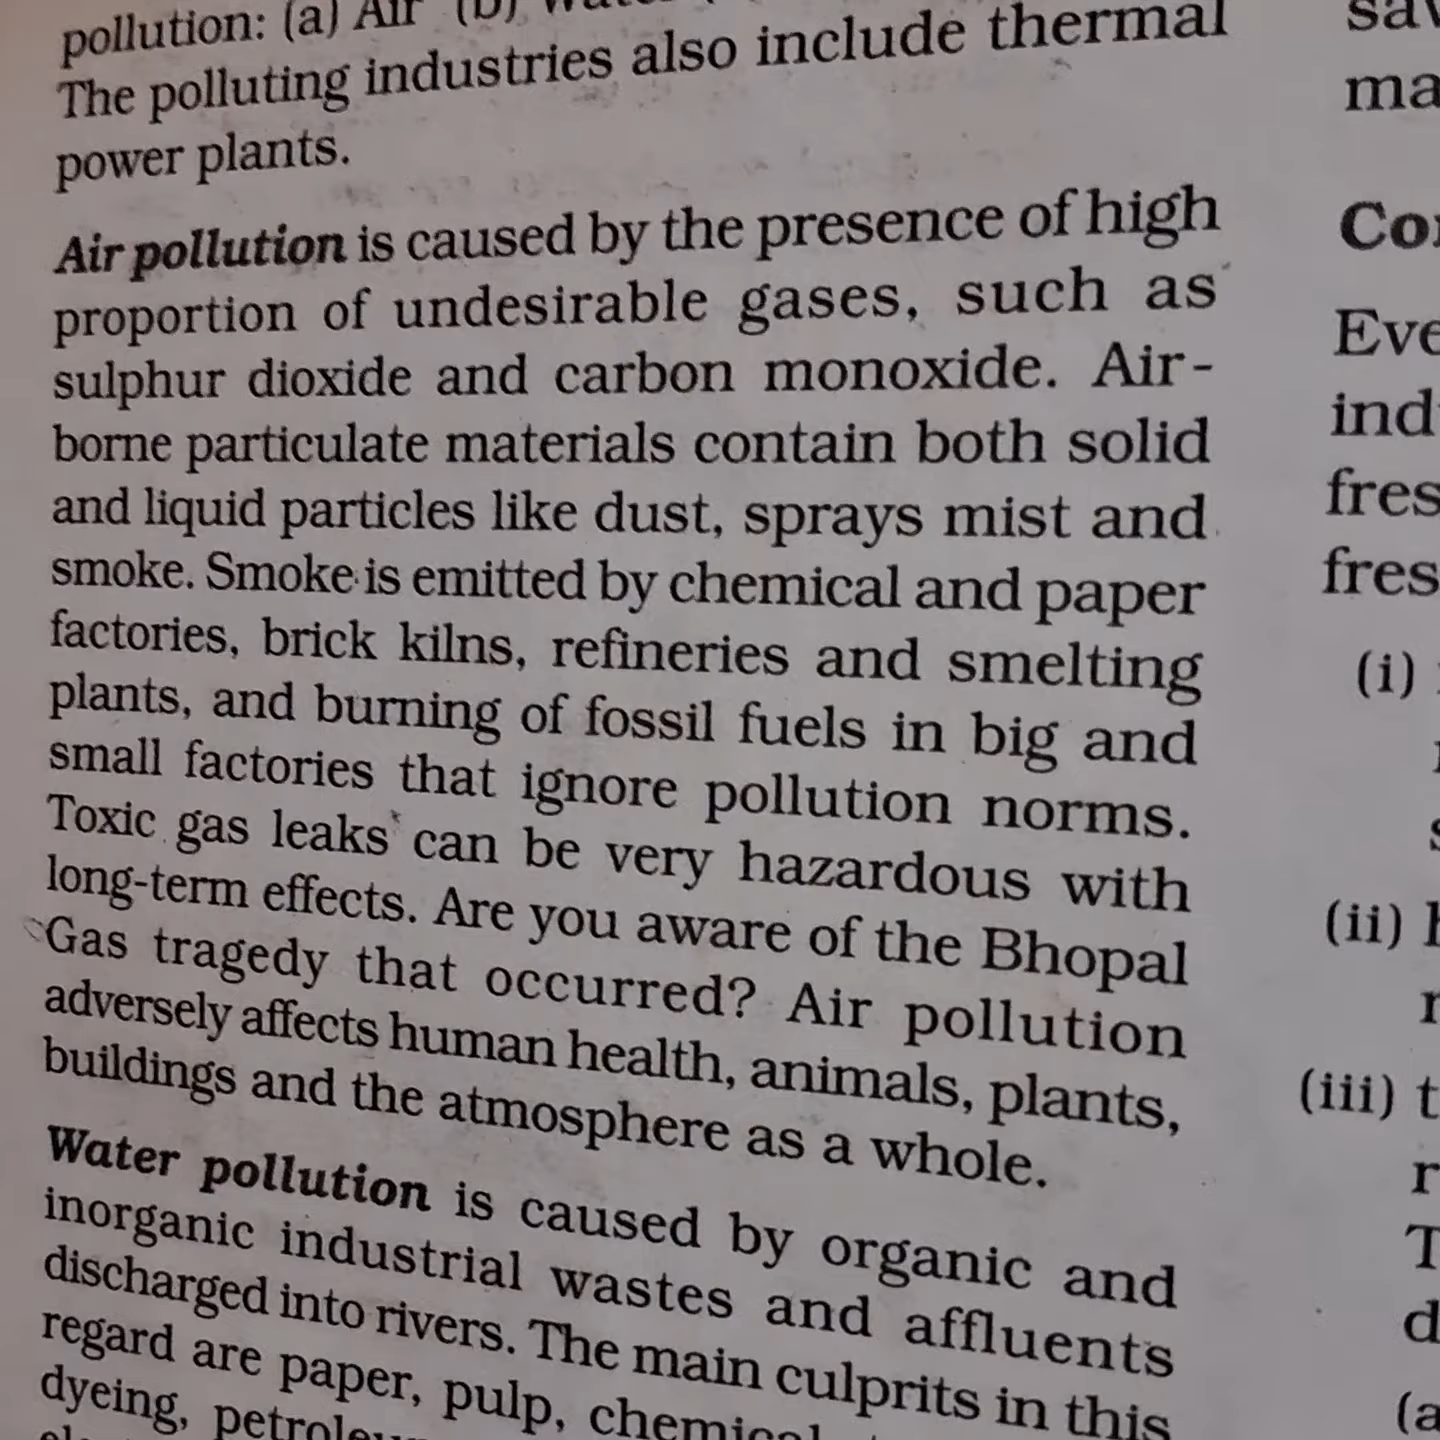 pollution: (a) Air (b)
The polluting industries also include thermal
power plants.
Air pollution is caused by the presence of high
proportion of undesirable gases, such as
sulphur dioxide and carbon monoxide. Air-
borne particulate materials contain both solid
and liquid particles like dust, sprays mist and
smoke. Smoke is emitted by chemical and paper
factories, brick kilns, refineries and smelting
plants, and burning of fossil fuels in big and
small factories that ignore pollution norms.
Toxic gas leaks can be very hazardous with
long-term effects. Are you aware of the Bhopal
Gas tragedy that occurred? Air pollution
adversely affects human health, animals, plants,
buildings and the atmosphere as a whole.
Water pollution is caused by organic and
inorganic industrial wastes and affluents
discharged into rivers. The main culprits in this
regard are paper, pulp,
dyeing,
(i)
(ii)
(iii)